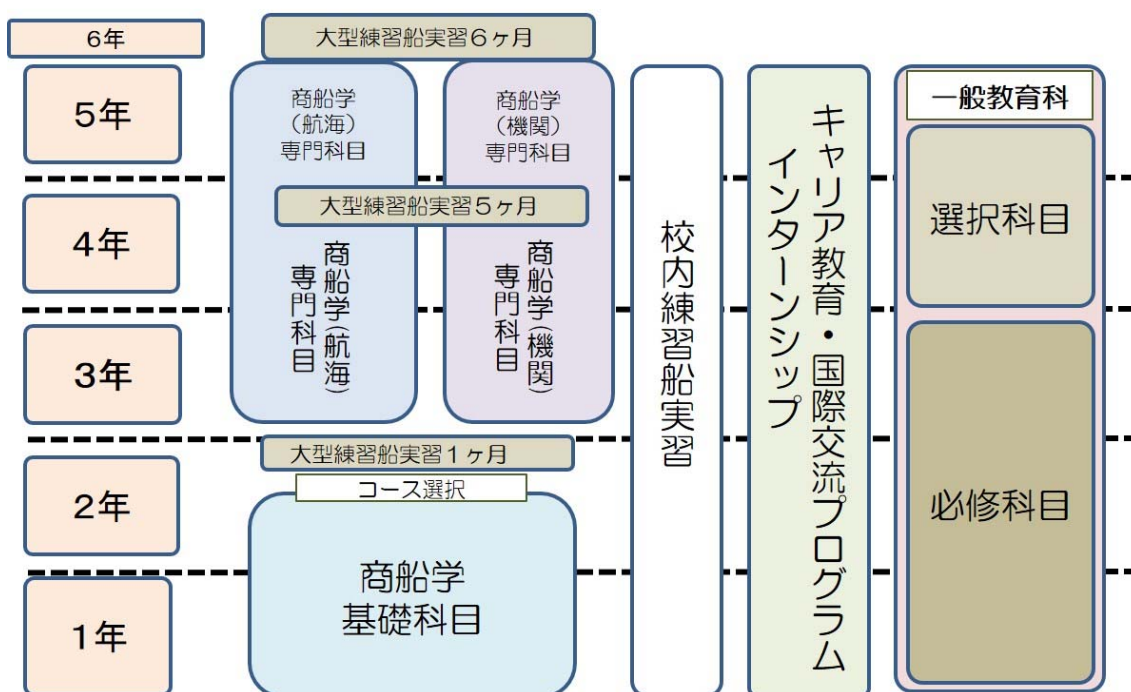 6年
大型練習船実習6ヶ月
5年
商船学
(航海)
専門科目
商船学
(機関)
専門科目
一般教育科
大型練習船実習5ヶ月
4年
商船学(航海)
専門科目
商船学(機関)
専門科目
校内練習船実習
キャリア教育・国際交流プログラム
インターンシップ
選択科目
3年
大型練習船実習1ヶ月
コース選択
2年
必修科目
商船学
基礎科目
1年